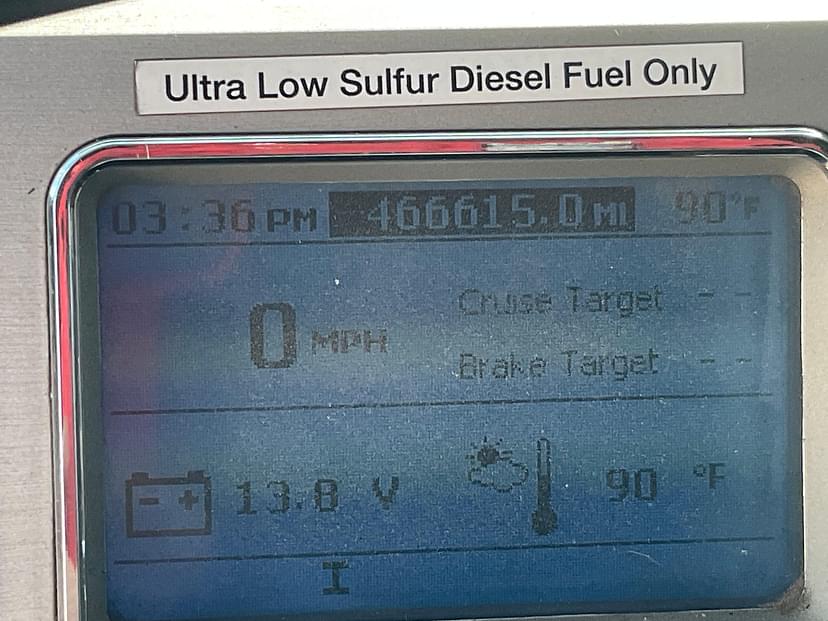 Ultra Low Sulfur Diesel Fuel Only
03:36 PM 466615.0 MI 90°F
Cruise Target - -
0 MPH
Brake Target - -
- + 13.8 V 90 °F
I